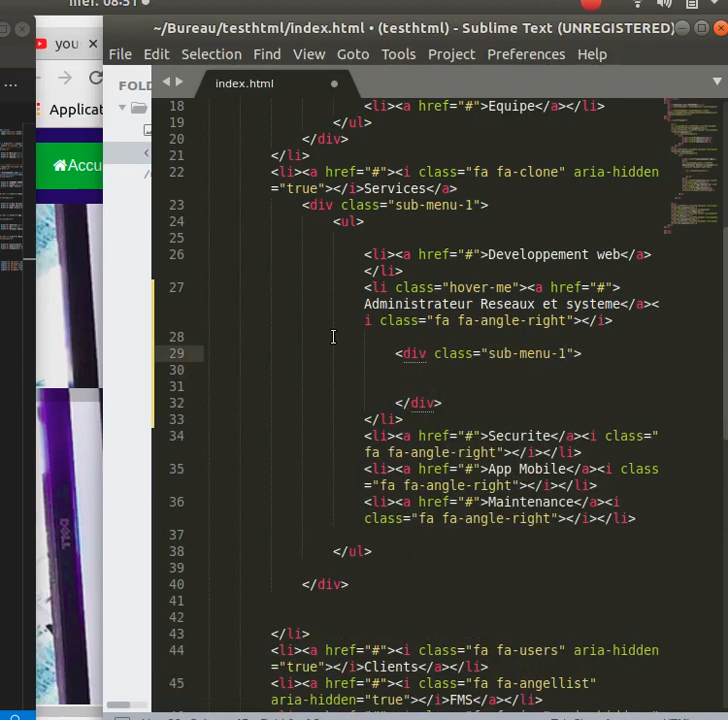 mer. 08:51
~/Bureau/testhtml/index.html • (testhtml) - Sublime Text (UNREGISTERED)
you
File Edit Selection Find View Goto Tools Project Preferences Help
FOLD
index.html
Applicat
Accu
18 <li><a href="#">Equipe</a></li>
19 </ul>
20 </div>
21 </li>
22 <li><a href="#"><i class="fa fa-clone" aria-hidden
="true"></i>Services</a>
23 <div class="sub-menu-1">
24 <ul>
25
26 <li><a href="#">Developpement web</a>
</li>
27 <li class="hover-me"><a href="#">
Administrateur Reseaux et systeme</a><
i class="fa fa-angle-right"></i>
28
29 <div class="sub-menu-1">
30
31
32 </div>
33 </li>
34 <li><a href="#">Securite</a><i class="
fa fa-angle-right"></i></li>
35 <li><a href="#">App Mobile</a><i class
="fa fa-angle-right"></i></li>
36 <li><a href="#">Maintenance</a><i
class="fa fa-angle-right"></i></li>
37
38 </ul>
39
40 </div>
41
42
43 </li>
44 <li><a href="#"><i class="fa fa-users" aria-hidden
="true"></i>Clients</a></li>
45 <li><a href="#"><i class="fa fa-angellist"
aria-hidden="true"></i>FMS</a></li>
DELL